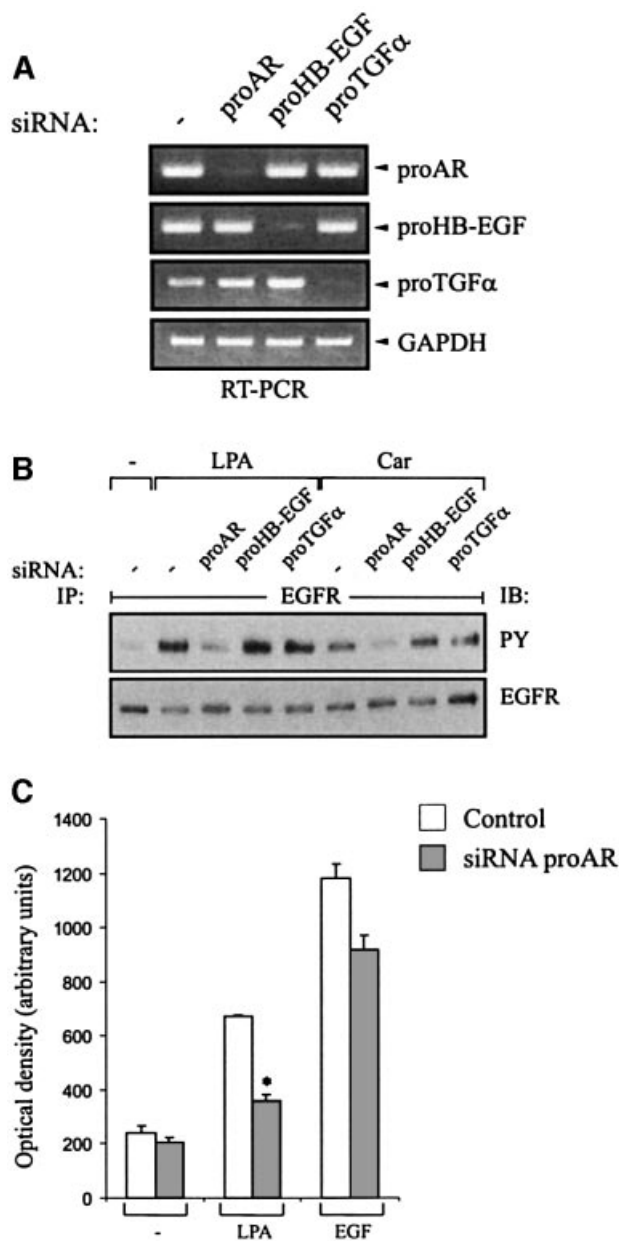 A
siRNA: - proAR proHB-EGF proTGFα
proAR
proHB-EGF
proTGFα
GAPDH
RT-PCR
B
- LPA Car
siRNA: - - proAR proHB-EGF proTGFα - proAR proHB-EGF proTGFα
IP: EGFR IB:
PY
EGFR
C
Control
siRNA proAR
Optical density (arbitrary units)
1400
1200
1000
800
600
400
200
0
*
- LPA EGF